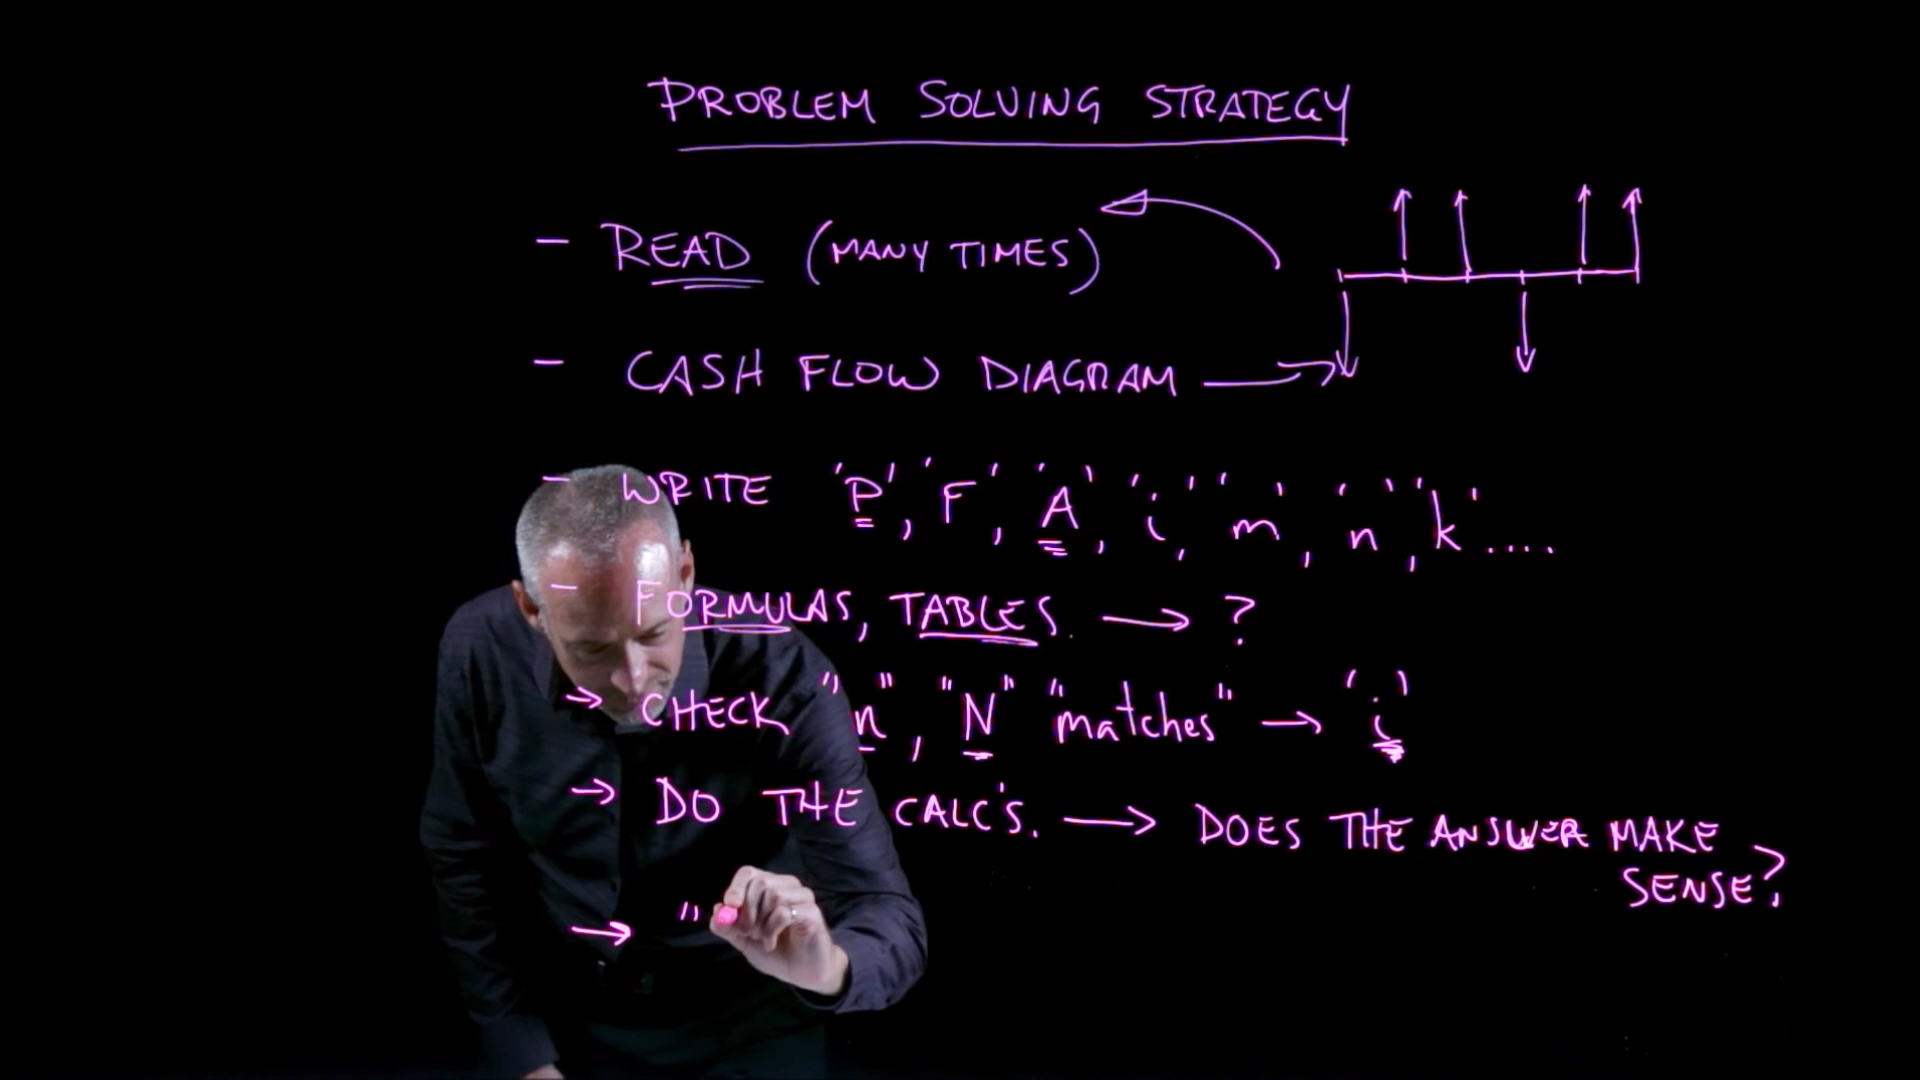 PROBLEM SOLVING STRATEGY
- READ (MANY TIMES)
- CASH FLOW DIAGRAM →
- WRITE 'P', 'F', 'A', 'i', 'm', 'n', 'k'....
- FORMULAS, TABLES. → ?
→ CHECK "n", "N" "matches" → 'i'
→ DO THE CALC'S. → DOES THE ANSWER MAKE
SENSE?
→ "